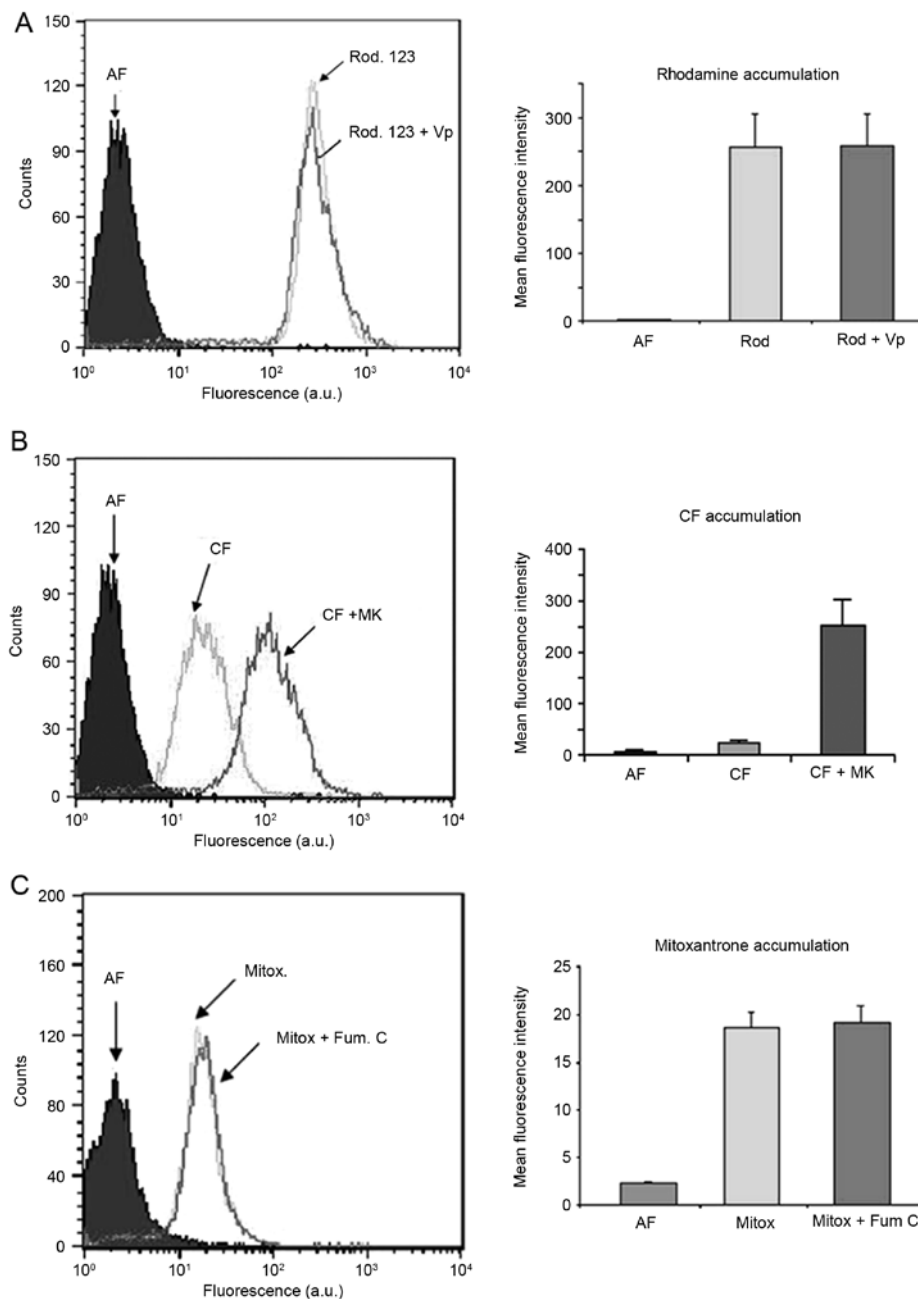 A
150
120
90
60
30
0
Counts
AF
Rod. 123
Rod. 123 + Vp
10⁰ 10¹ 10² 10³ 10⁴
Fluorescence (a.u.)
Rhodamine accumulation
Mean fluorescence intensity
300
200
100
0
AF Rod Rod + Vp
B
150
120
90
60
30
0
Counts
AF
CF
CF +MK
10⁰ 10¹ 10² 10³ 10⁴
Fluorescence (a.u.)
CF accumulation
Mean fluorescence intensity
400
300
200
100
0
AF CF CF + MK
C
200
160
120
80
40
0
Counts
AF
Mitox.
Mitox + Fum. C
10⁰ 10¹ 10² 10³ 10⁴
Fluorescence (a.u.)
Mitoxantrone accumulation
Mean fluorescence intensity
25
20
15
10
5
0
AF Mitox Mitox + Fum C